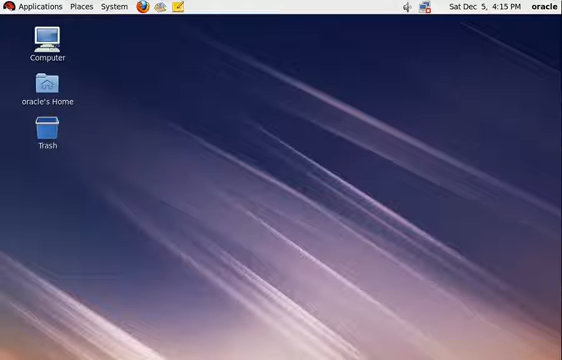 Applications Places System Sat Dec 5, 4:15 PM oracle
Computer
oracle's Home
Trash